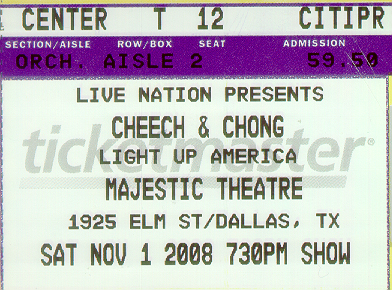 CENTER T 12 CITIPR
SECTION/AISLE ROW/BOX SEAT ADMISSION
ORCH. AISLE 2 59.50
LIVE NATION PRESENTS
CHEECH & CHONG
ticketmaster®
LIGHT UP AMERICA
MAJESTIC THEATRE
1925 ELM ST/DALLAS, TX
SAT NOV 1 2008 730PM SHOW